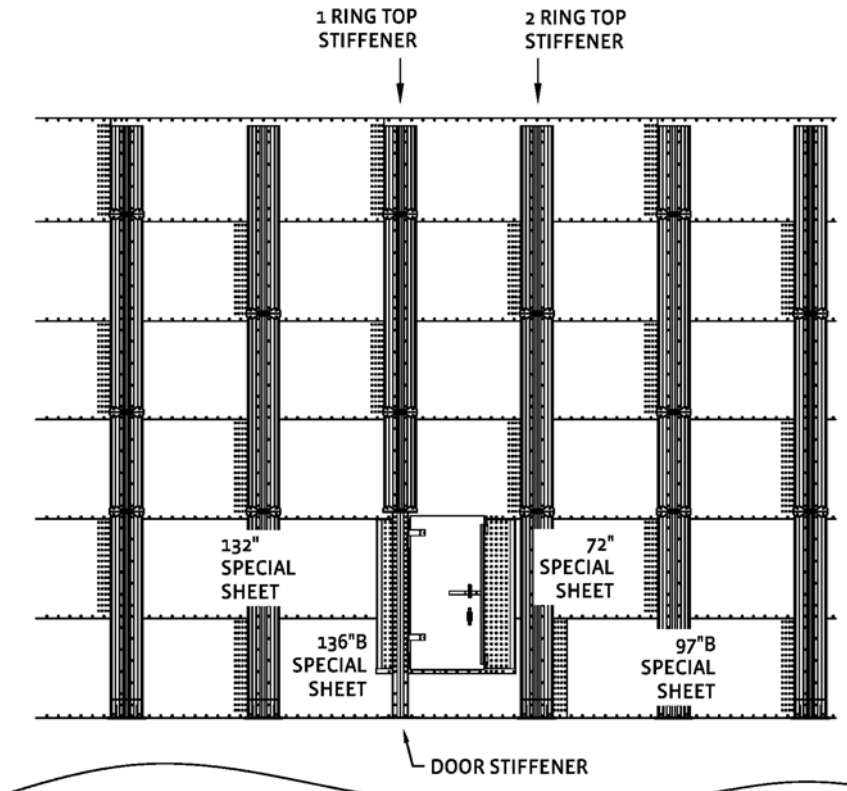 1 RING TOP
STIFFENER
2 RING TOP
STIFFENER
132"
SPECIAL
SHEET
72"
SPECIAL
SHEET
136"B
SPECIAL
SHEET
97"B
SPECIAL
SHEET
DOOR STIFFENER